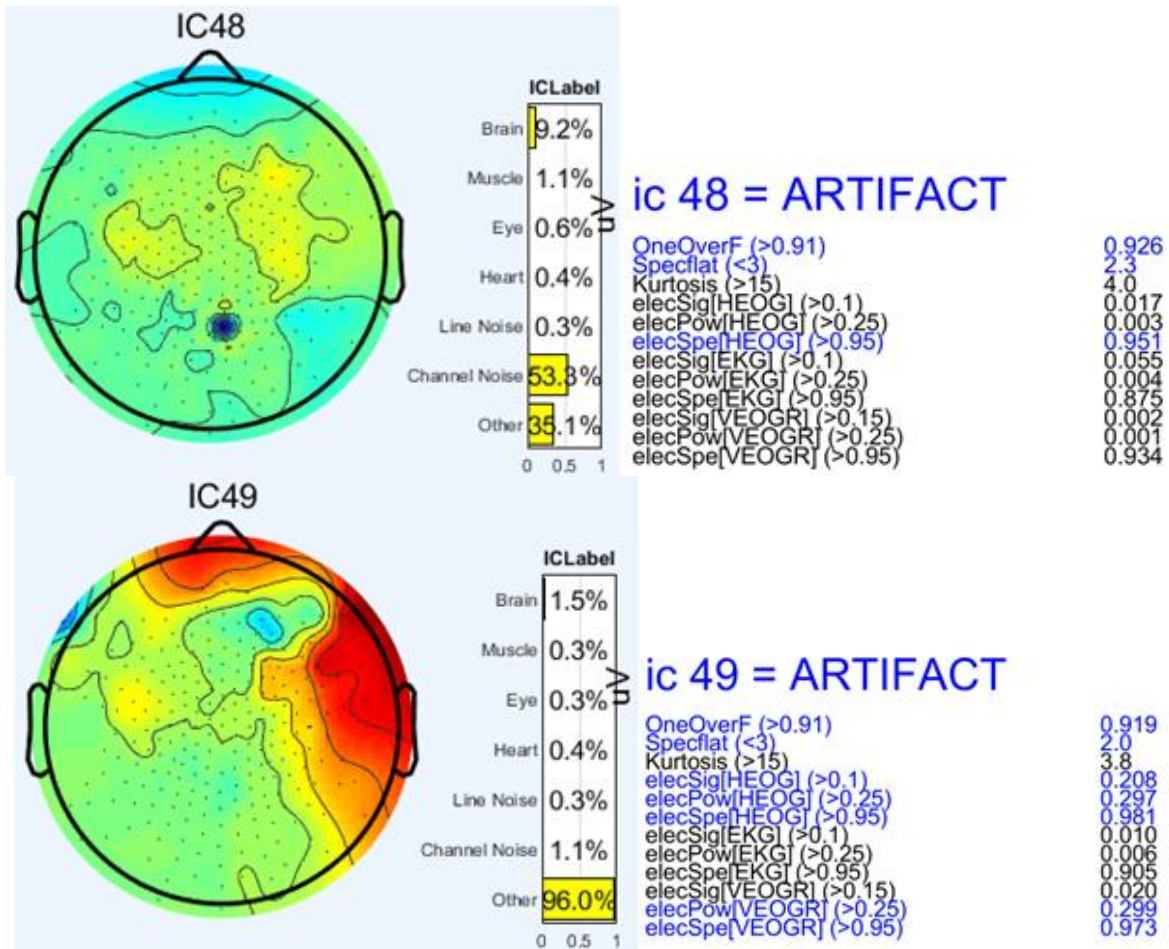 IC48
ICLabel
Brain 9.2%
Muscle 1.1%
Eye 0.6%
Heart 0.4%
Line Noise 0.3%
Channel Noise 53.3%
Other 35.1%
0 0.5 1
ic 48 = ARTIFACT
OneOverF (>0.91) 0.926
Specflat (<3) 2.3
Kurtosis (>15) 4.0
elecSig[HEOG] (>0.1) 0.017
elecPow[HEOG] (>0.25) 0.003
elecSpe[HEOG] (>0.95) 0.951
elecSig[EKG] (>0.1) 0.055
elecPow[EKG] (>0.25) 0.004
elecSpe[EKG] (>0.95) 0.875
elecSig[VEOGR] (>0.15) 0.002
elecPow[VEOGR] (>0.25) 0.001
elecSpe[VEOGR] (>0.95) 0.934
IC49
ICLabel
Brain 1.5%
Muscle 0.3%
Eye 0.3%
Heart 0.4%
Line Noise 0.3%
Channel Noise 1.1%
Other 96.0%
0 0.5 1
ic 49 = ARTIFACT
OneOverF (>0.91) 0.919
Specflat (<3) 2.0
Kurtosis (>15) 3.8
elecSig[HEOG] (>0.1) 0.208
elecPow[HEOG] (>0.25) 0.297
elecSpe[HEOG] (>0.95) 0.981
elecSig[EKG] (>0.1) 0.010
elecPow[EKG] (>0.25) 0.006
elecSpe[EKG] (>0.95) 0.905
elecSig[VEOGR] (>0.15) 0.020
elecPow[VEOGR] (>0.25) 0.299
elecSpe[VEOGR] (>0.95) 0.973